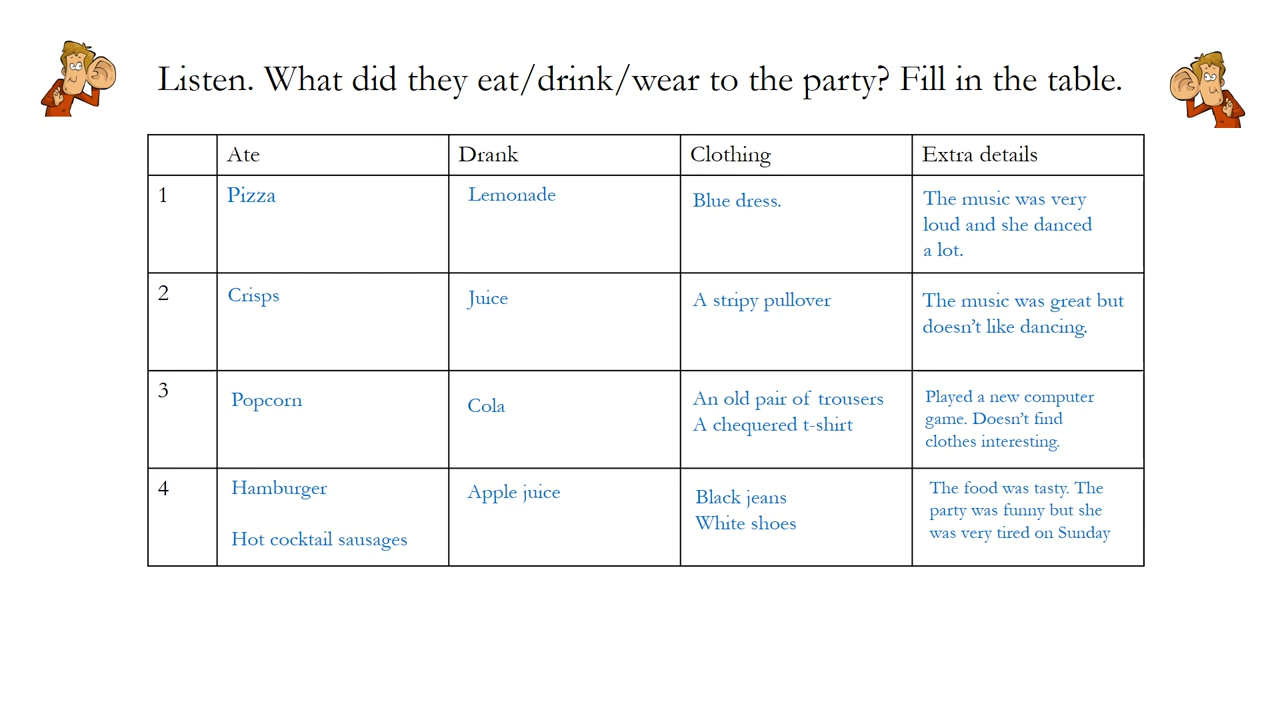 Listen. What did they eat/drink/wear to the party? Fill in the table.
Ate
Drank
Clothing
Extra details
1
Pizza
Lemonade
Blue dress.
The music was very
loud and she danced
a lot.
2
Crisps
Juice
A stripy pullover
The music was great but
doesn't like dancing.
3
Popcorn
Cola
An old pair of trousers
A chequered t-shirt
Played a new computer
game. Doesn't find
clothes interesting.
4
Hamburger
Hot cocktail sausages
Apple juice
Black jeans
White shoes
The food was tasty. The
party was funny but she
was very tired on Sunday